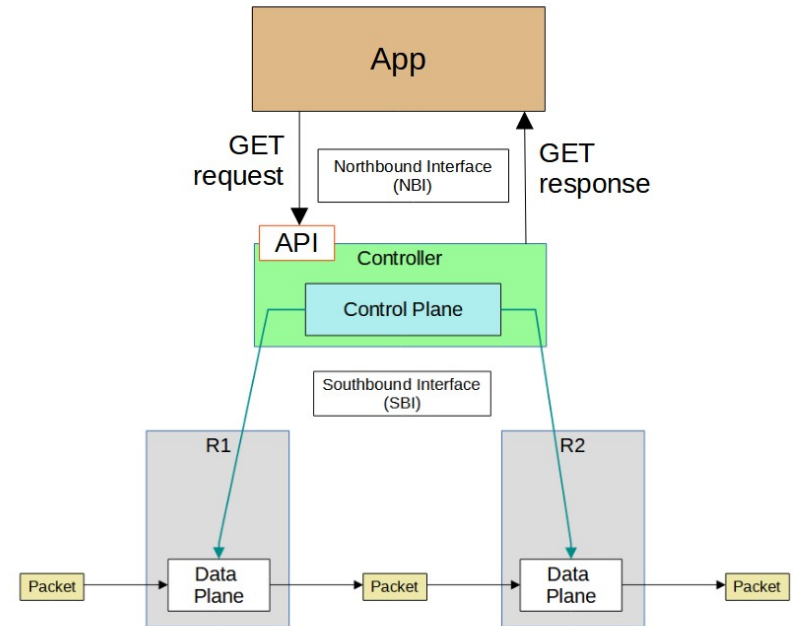 App
GET
request
Northbound Interface
(NBI)
GET
response
API
Controller
Control Plane
Southbound Interface
(SBI)
R1
R2
Packet
Data
Plane
Packet
Data
Plane
Packet